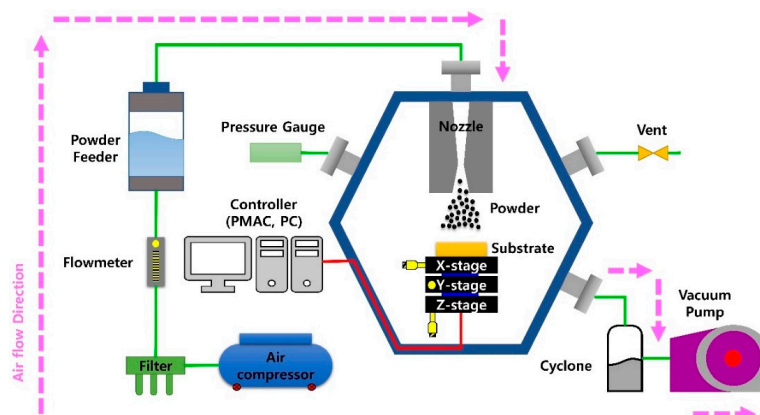 Powder
Feeder
Pressure Gauge
Nozzle
Vent
Controller
(PMAC, PC)
Powder
Flowmeter
Substrate
X-stage
Y-stage
Z-stage
Air flow Direction
Filter
Air
compressor
Cyclone
Vacuum
Pump